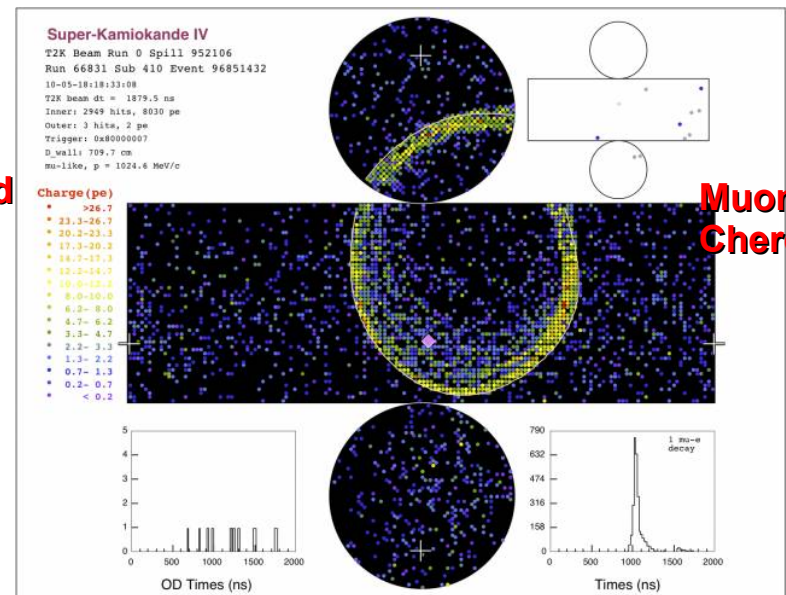 Super-Kamiokande IV
T2K Beam Run 0 Spill 952106
Run 66831 Sub 410 Event 96851432
10-05-18:18:33:08
T2K beam dt = 1879.5 ns
Inner: 2949 hits, 8030 pe
Outer: 3 hits, 2 pe
Trigger: 0x80000007
D_wall: 709.7 cm
mu-like, p = 1024.6 MeV/c
Charge(pe)
>26.7
23.3-26.7
20.2-23.3
17.3-20.2
14.7-17.3
12.2-14.7
10.0-12.2
8.0-10.0
6.2- 8.0
4.7- 6.2
3.3- 4.7
2.2- 3.3
1.3- 2.2
0.7- 1.3
0.2- 0.7
< 0.2
5
4
3
2
1
0
0 500 1000 1500 2000
OD Times (ns)
790
632
474
316
158
0
0 500 1000 1500 2000
Times (ns)
1 mu-e
decay